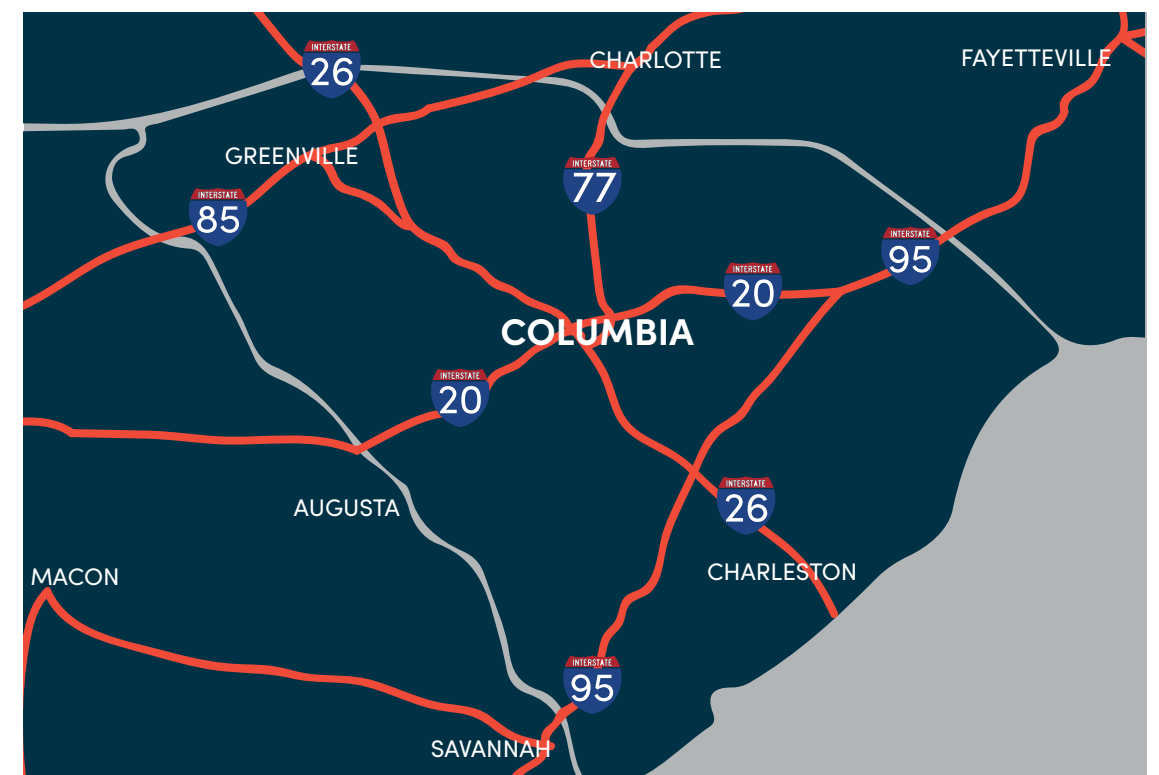 INTERSTATE
26
CHARLOTTE
FAYETTEVILLE
GREENVILLE
INTERSTATE
77
INTERSTATE
85
INTERSTATE
95
INTERSTATE
20
COLUMBIA
INTERSTATE
20
INTERSTATE
26
AUGUSTA
CHARLESTON
MACON
INTERSTATE
95
SAVANNAH